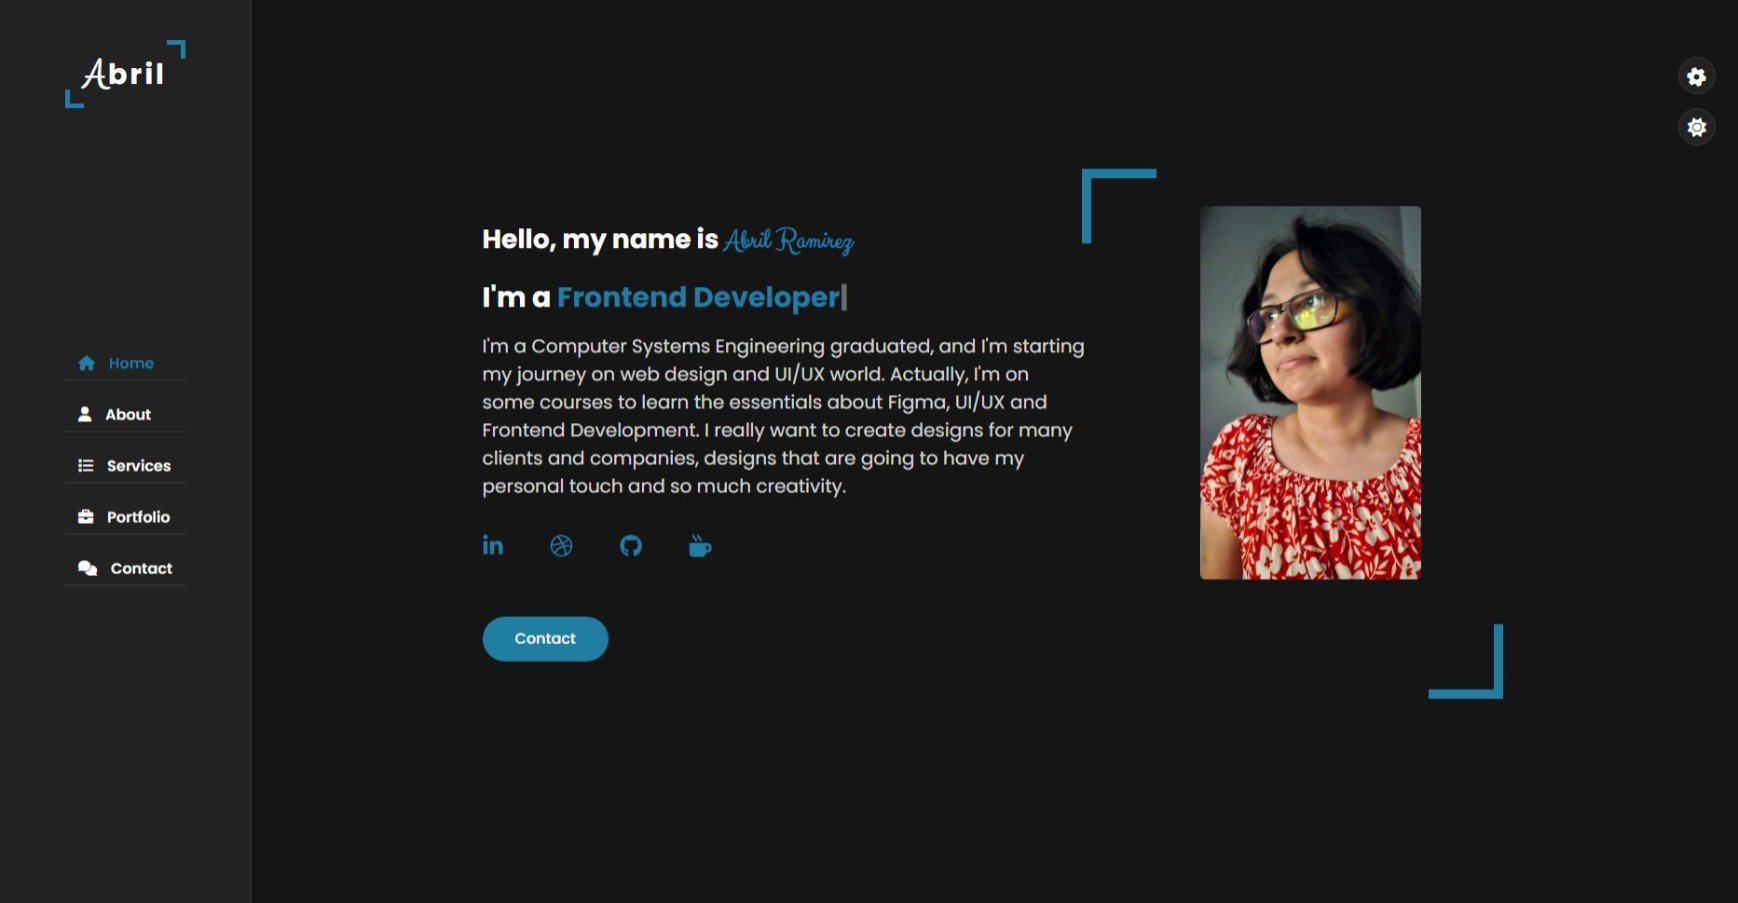 Abril
Home
About
Services
Portfolio
Contact
Hello, my name is Abril Ramirez
I'm a Frontend Developer
I'm a Computer Systems Engineering graduated, and I'm starting
my journey on web design and UI/UX world. Actually, I'm on
some courses to learn the essentials about Figma, UI/UX and
Frontend Development. I really want to create designs for many
clients and companies, designs that are going to have my
personal touch and so much creativity.
in
Contact